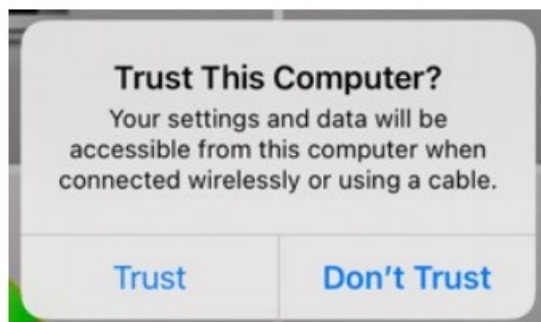 Trust This Computer?
Your settings and data will be
accessible from this computer when
connected wirelessly or using a cable.
Trust
Don't Trust